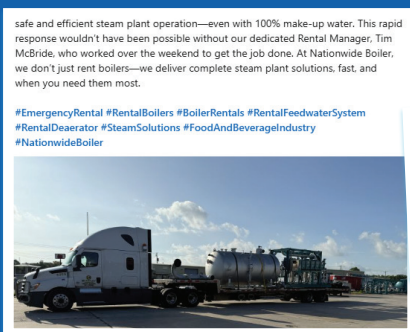 safe and efficient steam plant operation—even with 100% make-up water. This rapid
response wouldn't have been possible without our dedicated Rental Manager, Tim
McBride, who worked over the weekend to get the job done. At Nationwide Boiler,
we don't just rent boilers—we deliver complete steam plant solutions, fast, and
when you need them most.
#EmergencyRental #RentalBoilers #BoilerRentals #RentalFeedwaterSystem
#RentalDeaerator #SteamSolutions #FoodAndBeverageIndustry
#NationwideBoiler